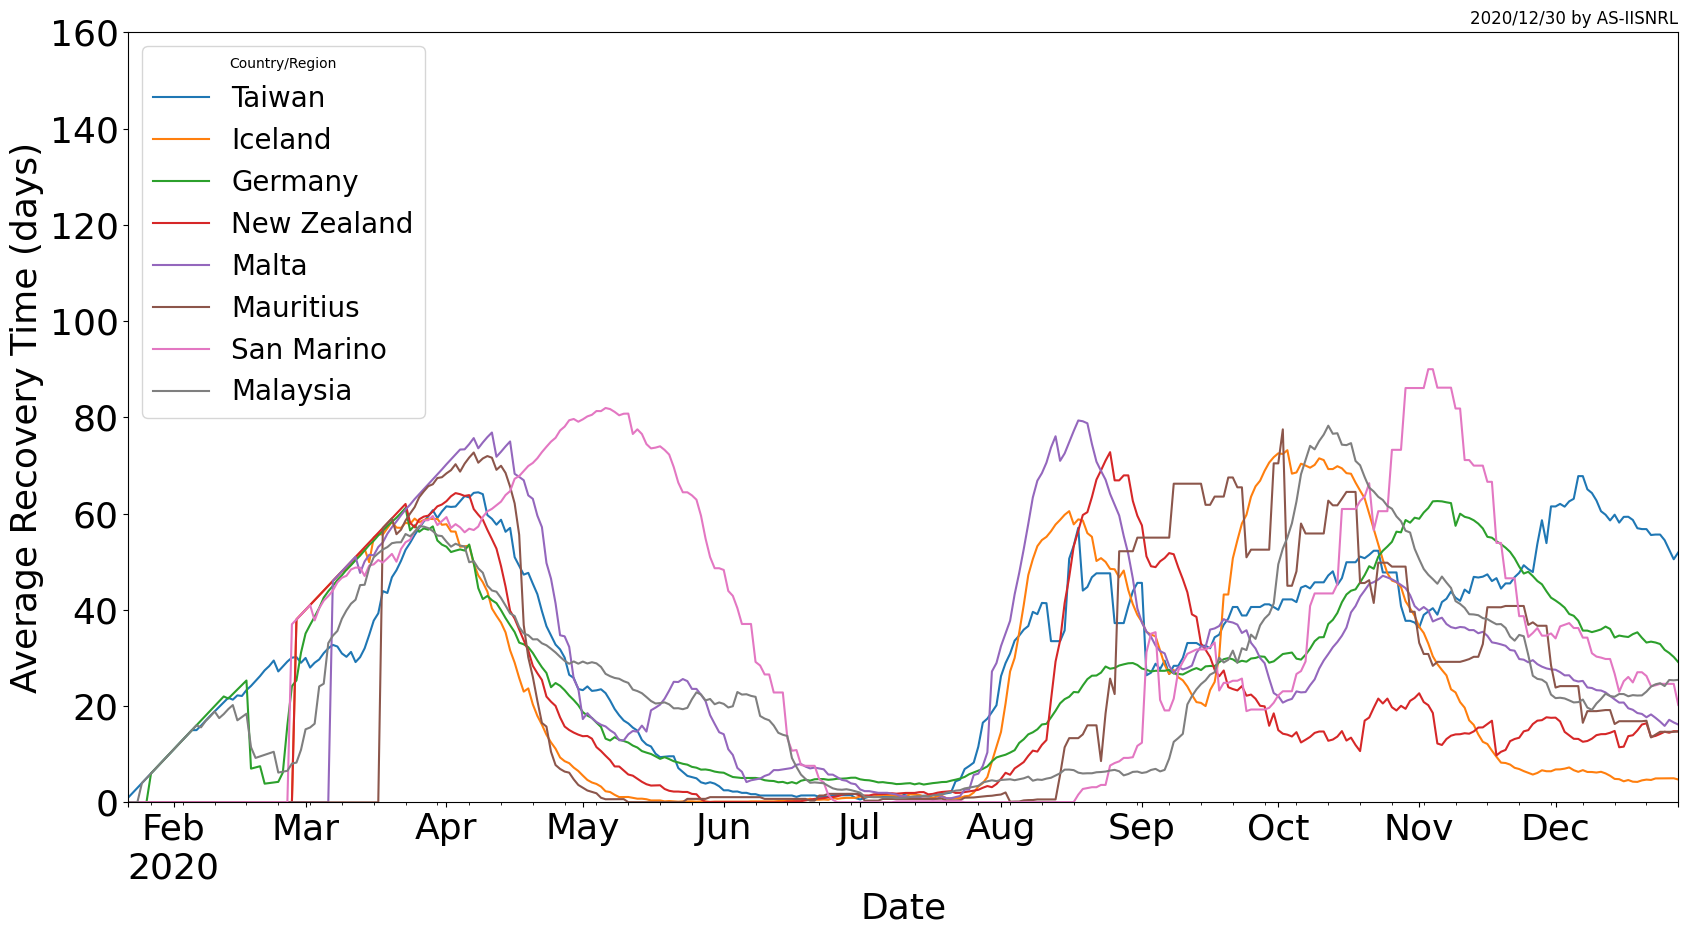 2020/12/30 by AS-IISNRL
160
140
120
100
80
60
40
20
0
Average Recovery Time (days)
Country/Region
Taiwan
Iceland
Germany
New Zealand
Malta
Mauritius
San Marino
Malaysia
Feb Mar Apr May Jun Jul Aug Sep Oct Nov Dec
2020
Date